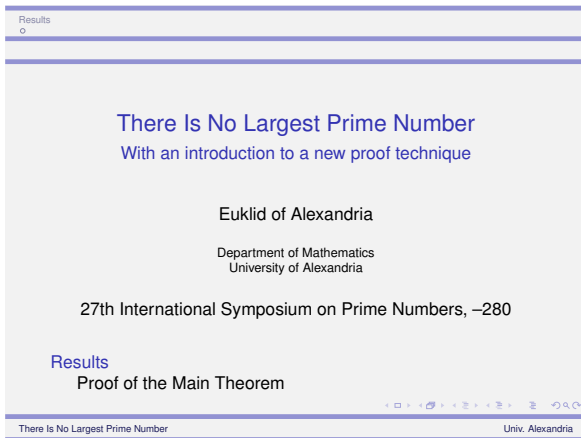 Results
There Is No Largest Prime Number
With an introduction to a new proof technique
Euklid of Alexandria
Department of Mathematics
University of Alexandria
27th International Symposium on Prime Numbers, –280
Results
Proof of the Main Theorem
There Is No Largest Prime Number
Univ. Alexandria